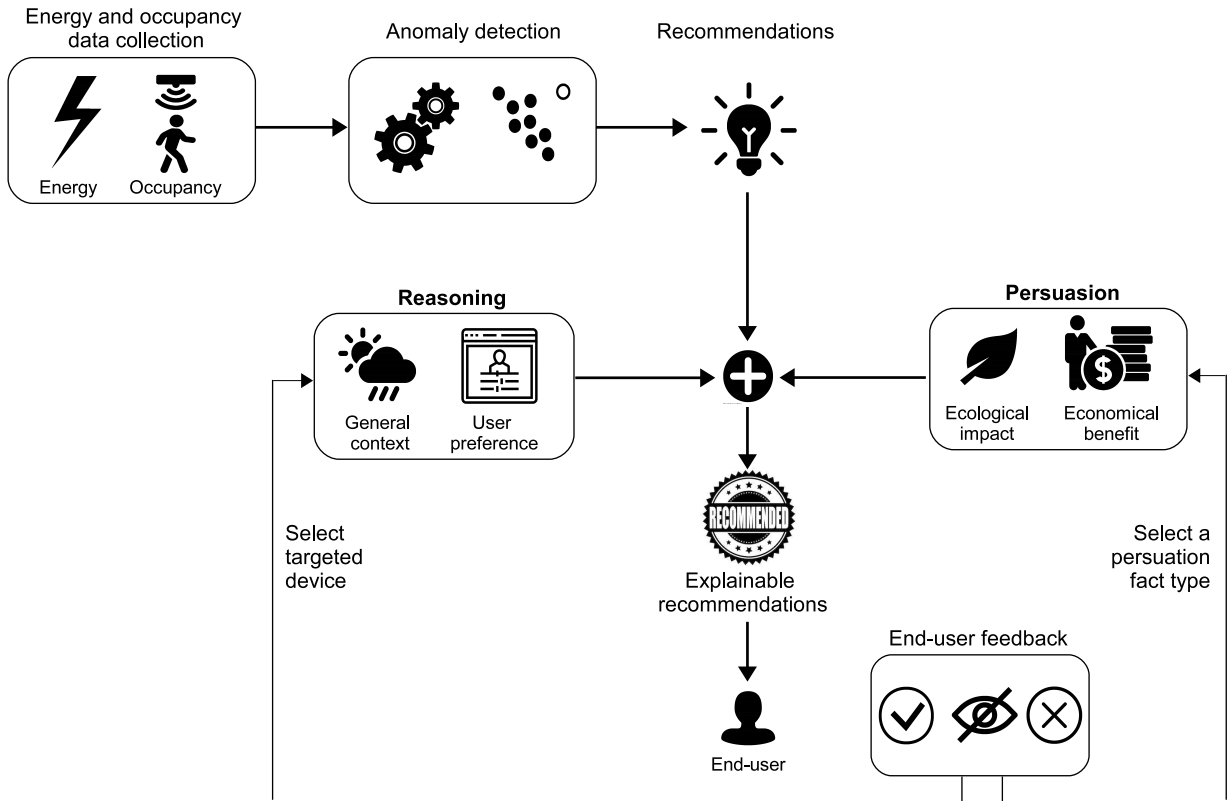 Energy and occupancy
data collection
Anomaly detection
Recommendations
Energy
Occupancy
Reasoning
Persuasion
General
context
User
preference
Ecological
impact
Economical
benefit
RECOMMENDED
Select
targeted
device
Explainable
recommendations
Select a
persuation
fact type
End-user feedback
End-user